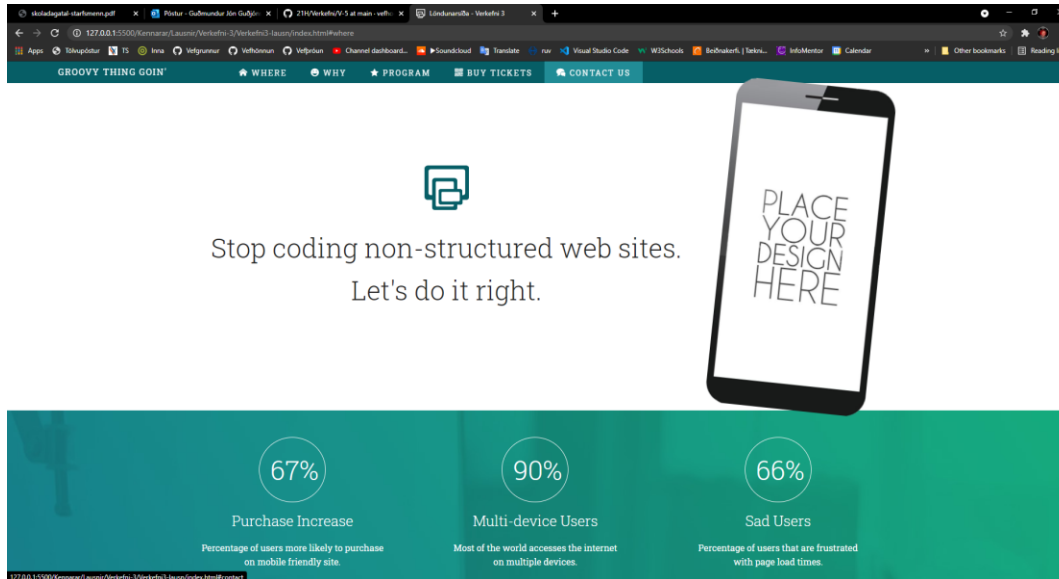 skoladagatal-starfsmenn.pdf
Póstur - Guðmundur Jón Guðjón
21H/Verkefni/V-5 at main · vefho
Löndunarsíða - Verkefni 3
127.0.0.1:5500/Kennarar/Lausnir/Verkefni-3/Verkefni3-lausn/index.html#where
Apps Tölvupóstur TS Inna Vefgrunnur Vefhönnun Vefþróun Channel dashboard... Soundcloud Translate ruv Visual Studio Code W3Schools Beiðnakerfi. | Tækni... InfoMentor Calendar » Other bookmarks Reading
GROOVY THING GOIN' WHERE WHY PROGRAM BUY TICKETS CONTACT US
Stop coding non-structured web sites.
Let's do it right.
PLACE
YOUR
DESIGN
HERE
67% 90% 66%
Purchase Increase Multi-device Users Sad Users
Percentage of users more likely to purchase Most of the world accesses the internet Percentage of users that are frustrated
on mobile friendly site. on multiple devices. with page load times.
127.0.0.1:5500/Kennarar/Lausnir/Verkefni-3/Verkefni3-lausn/index.html#contact